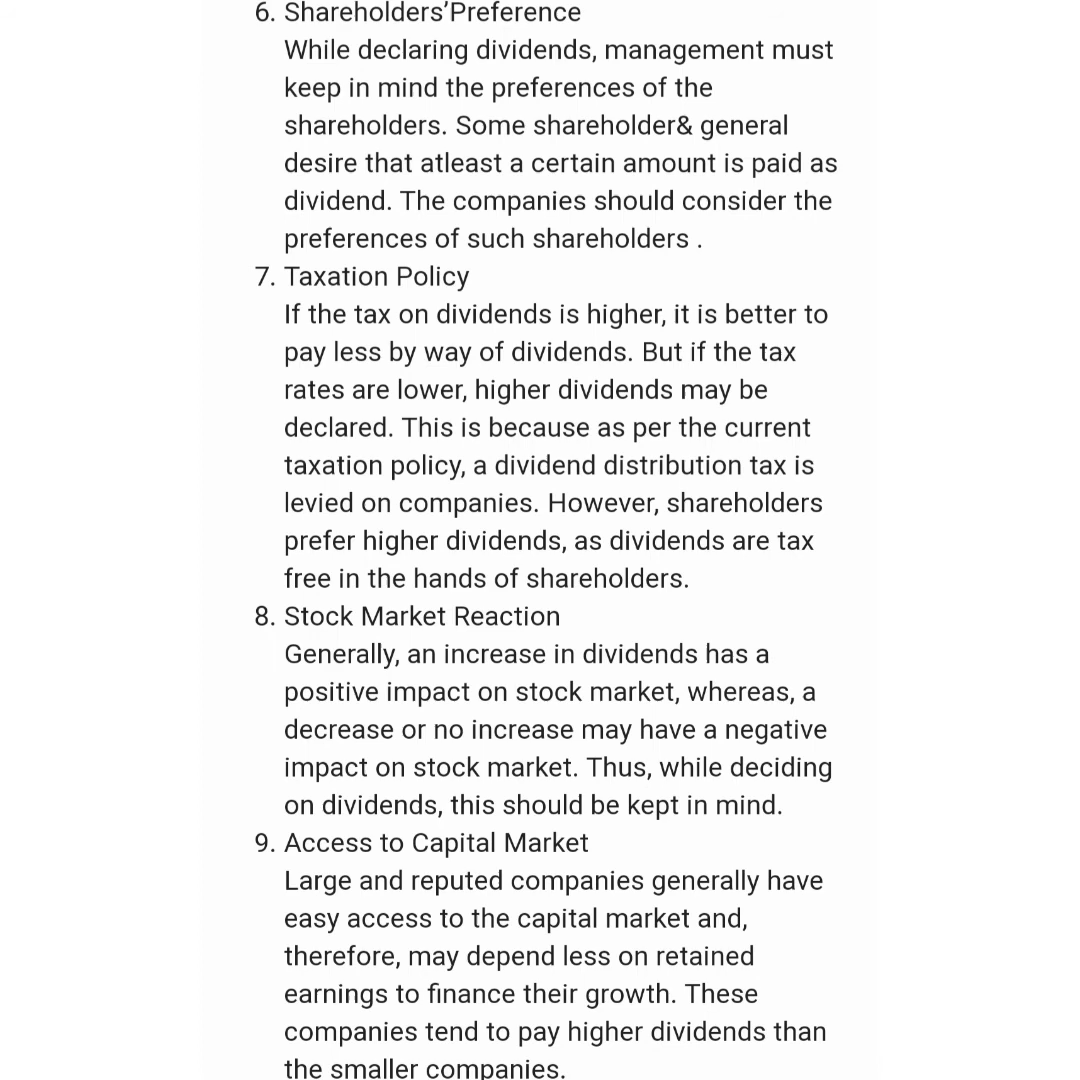 6. Shareholders’Preference
While declaring dividends, management must
keep in mind the preferences of the
shareholders. Some shareholder& general
desire that atleast a certain amount is paid as
dividend. The companies should consider the
preferences of such shareholders .
7. Taxation Policy
If the tax on dividends is higher, it is better to
pay less by way of dividends. But if the tax
rates are lower, higher dividends may be
declared. This is because as per the current
taxation policy, a dividend distribution tax is
levied on companies. However, shareholders
prefer higher dividends, as dividends are tax
free in the hands of shareholders.
8. Stock Market Reaction
Generally, an increase in dividends has a
positive impact on stock market, whereas, a
decrease or no increase may have a negative
impact on stock market. Thus, while deciding
on dividends, this should be kept in mind.
9. Access to Capital Market
Large and reputed companies generally have
easy access to the capital market and,
therefore, may depend less on retained
earnings to finance their growth. These
companies tend to pay higher dividends than
the smaller companies.